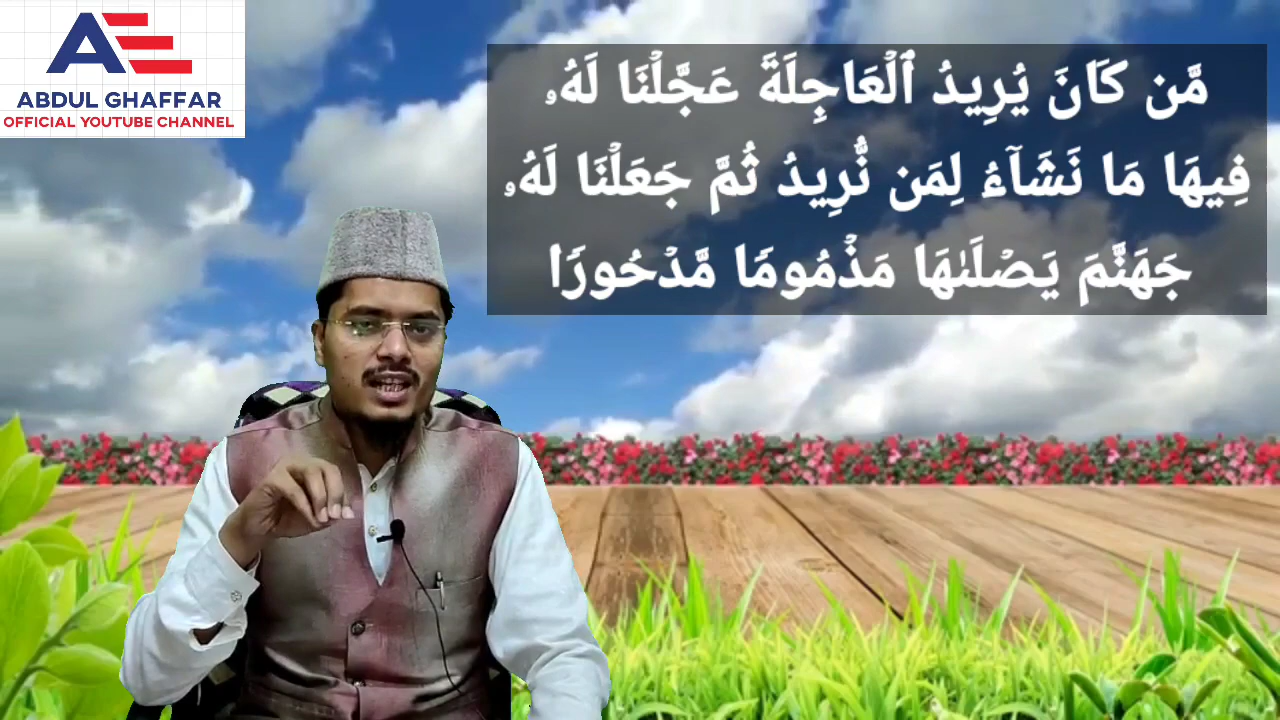 ABDUL GHAFFAR
OFFICIAL YOUTUBE CHANNEL
مَّن كَانَ يُرِيدُ ٱلْعَاجِلَةَ عَجَّلْنَا لَهُۥ
فِيهَا مَا نَشَآءُ لِمَن نُّرِيدُ ثُمَّ جَعَلْنَا لَهُۥ
جَهَنَّمَ يَصْلَىٰهَا مَذْمُومًا مَّدْحُورًا